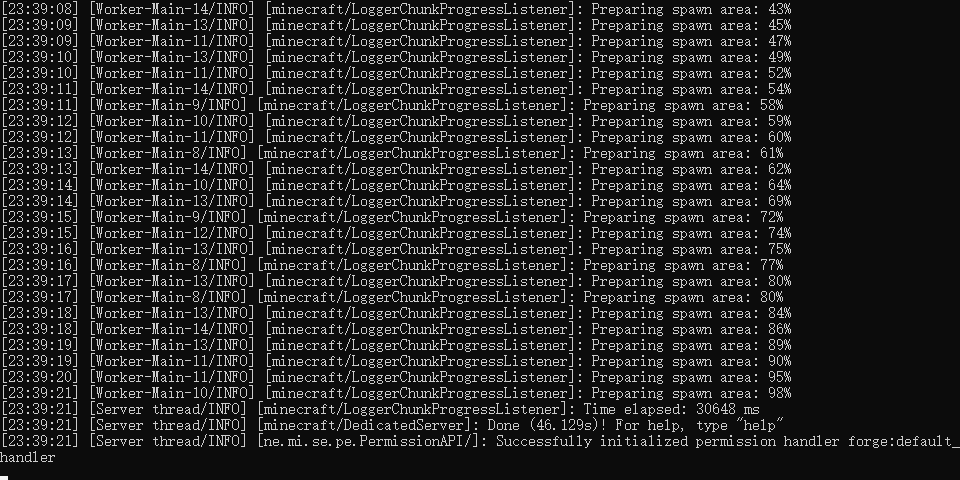 [23:39:08] [Worker-Main-14/INFO] [minecraft/LoggerChunkProgressListener]: Preparing spawn area: 43%
[23:39:09] [Worker-Main-13/INFO] [minecraft/LoggerChunkProgressListener]: Preparing spawn area: 45%
[23:39:09] [Worker-Main-11/INFO] [minecraft/LoggerChunkProgressListener]: Preparing spawn area: 47%
[23:39:10] [Worker-Main-13/INFO] [minecraft/LoggerChunkProgressListener]: Preparing spawn area: 49%
[23:39:10] [Worker-Main-11/INFO] [minecraft/LoggerChunkProgressListener]: Preparing spawn area: 52%
[23:39:11] [Worker-Main-14/INFO] [minecraft/LoggerChunkProgressListener]: Preparing spawn area: 54%
[23:39:11] [Worker-Main-9/INFO] [minecraft/LoggerChunkProgressListener]: Preparing spawn area: 58%
[23:39:12] [Worker-Main-10/INFO] [minecraft/LoggerChunkProgressListener]: Preparing spawn area: 59%
[23:39:12] [Worker-Main-11/INFO] [minecraft/LoggerChunkProgressListener]: Preparing spawn area: 60%
[23:39:13] [Worker-Main-8/INFO] [minecraft/LoggerChunkProgressListener]: Preparing spawn area: 61%
[23:39:13] [Worker-Main-14/INFO] [minecraft/LoggerChunkProgressListener]: Preparing spawn area: 62%
[23:39:14] [Worker-Main-10/INFO] [minecraft/LoggerChunkProgressListener]: Preparing spawn area: 64%
[23:39:14] [Worker-Main-13/INFO] [minecraft/LoggerChunkProgressListener]: Preparing spawn area: 69%
[23:39:15] [Worker-Main-9/INFO] [minecraft/LoggerChunkProgressListener]: Preparing spawn area: 72%
[23:39:15] [Worker-Main-12/INFO] [minecraft/LoggerChunkProgressListener]: Preparing spawn area: 74%
[23:39:16] [Worker-Main-13/INFO] [minecraft/LoggerChunkProgressListener]: Preparing spawn area: 75%
[23:39:16] [Worker-Main-8/INFO] [minecraft/LoggerChunkProgressListener]: Preparing spawn area: 77%
[23:39:17] [Worker-Main-13/INFO] [minecraft/LoggerChunkProgressListener]: Preparing spawn area: 80%
[23:39:17] [Worker-Main-8/INFO] [minecraft/LoggerChunkProgressListener]: Preparing spawn area: 80%
[23:39:18] [Worker-Main-13/INFO] [minecraft/LoggerChunkProgressListener]: Preparing spawn area: 84%
[23:39:18] [Worker-Main-14/INFO] [minecraft/LoggerChunkProgressListener]: Preparing spawn area: 86%
[23:39:19] [Worker-Main-13/INFO] [minecraft/LoggerChunkProgressListener]: Preparing spawn area: 89%
[23:39:19] [Worker-Main-11/INFO] [minecraft/LoggerChunkProgressListener]: Preparing spawn area: 90%
[23:39:20] [Worker-Main-11/INFO] [minecraft/LoggerChunkProgressListener]: Preparing spawn area: 95%
[23:39:21] [Worker-Main-10/INFO] [minecraft/LoggerChunkProgressListener]: Preparing spawn area: 98%
[23:39:21] [Server thread/INFO] [minecraft/LoggerChunkProgressListener]: Time elapsed: 30648 ms
[23:39:21] [Server thread/INFO] [minecraft/DedicatedServer]: Done (46.129s)! For help, type "help"
[23:39:21] [Server thread/INFO] [ne.mi.se.pe.PermissionAPI/]: Successfully initialized permission handler forge:default_
handler